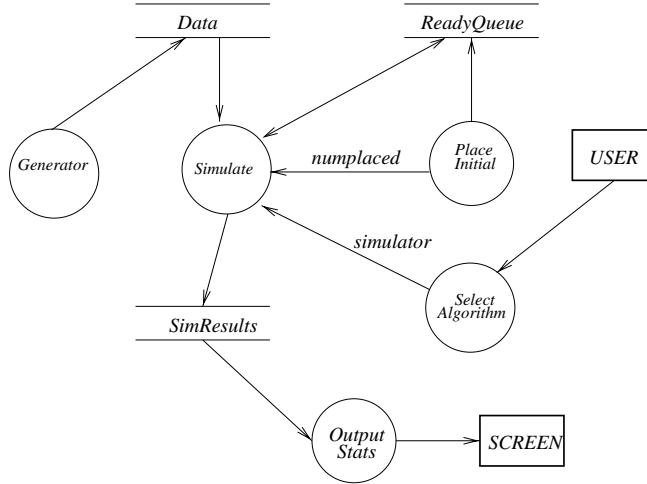 Data
ReadyQueue
Generator
Simulate
numplaced
Place
Initial
USER
simulator
Select
Algorithm
SimResults
Output
Stats
SCREEN